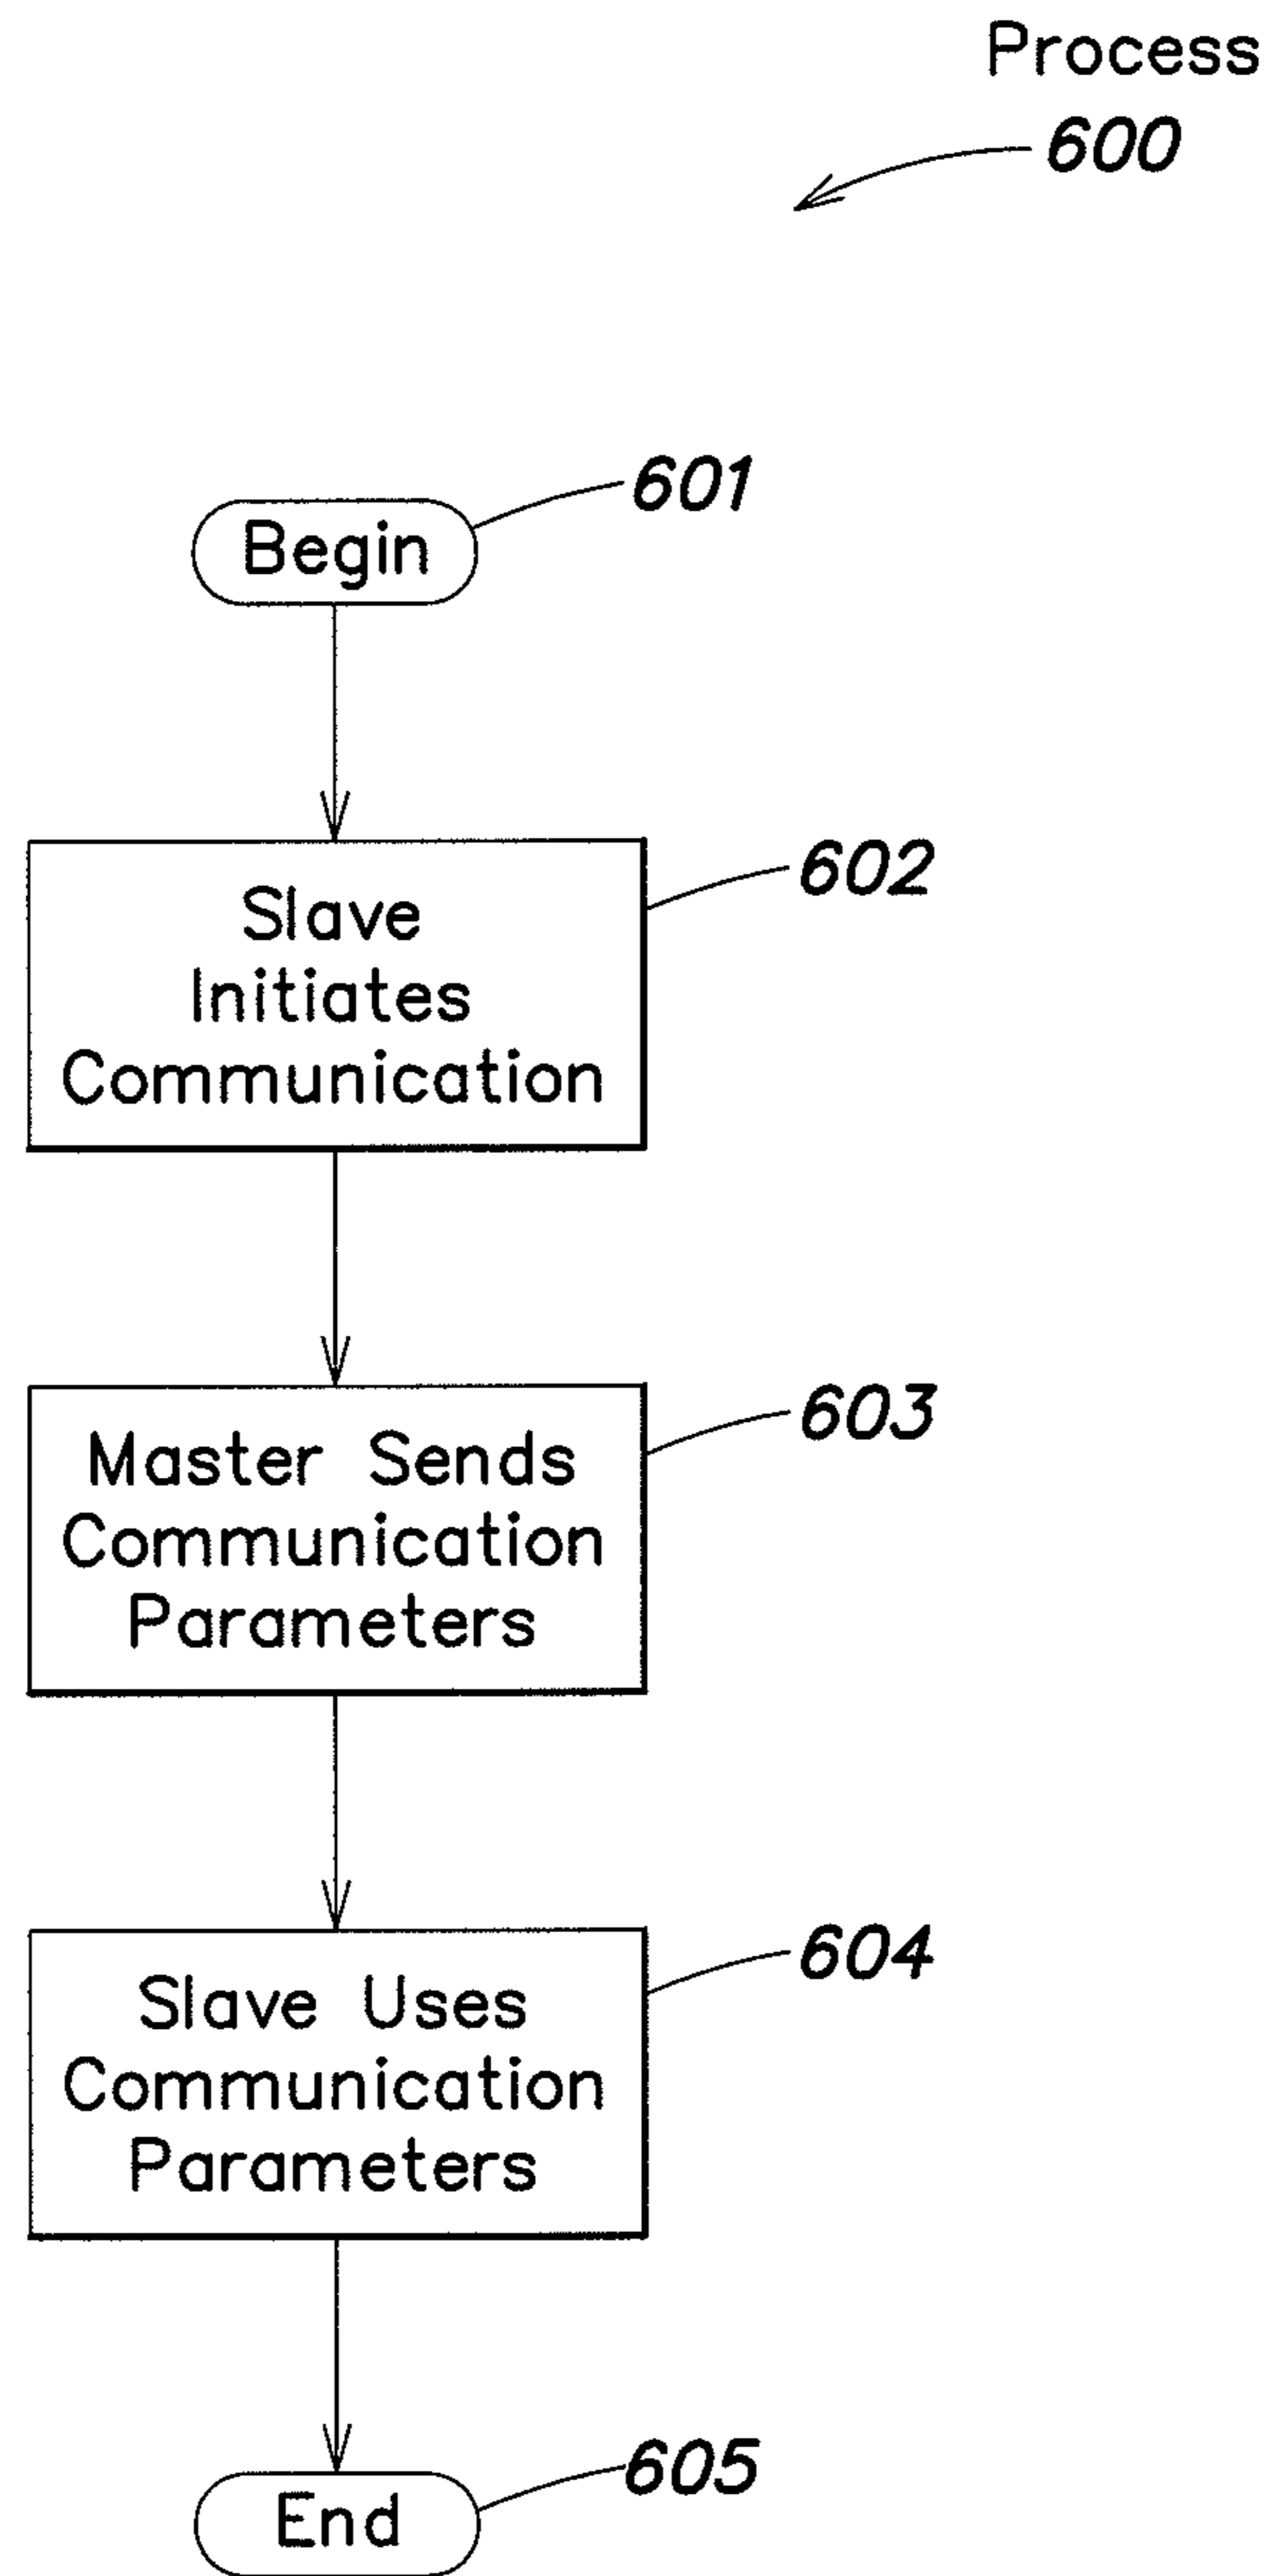 Process
600
601
Begin
602
Slave
Initiates
Communication
603
Master Sends
Communication
Parameters
604
Slave Uses
Communication
Parameters
605
End